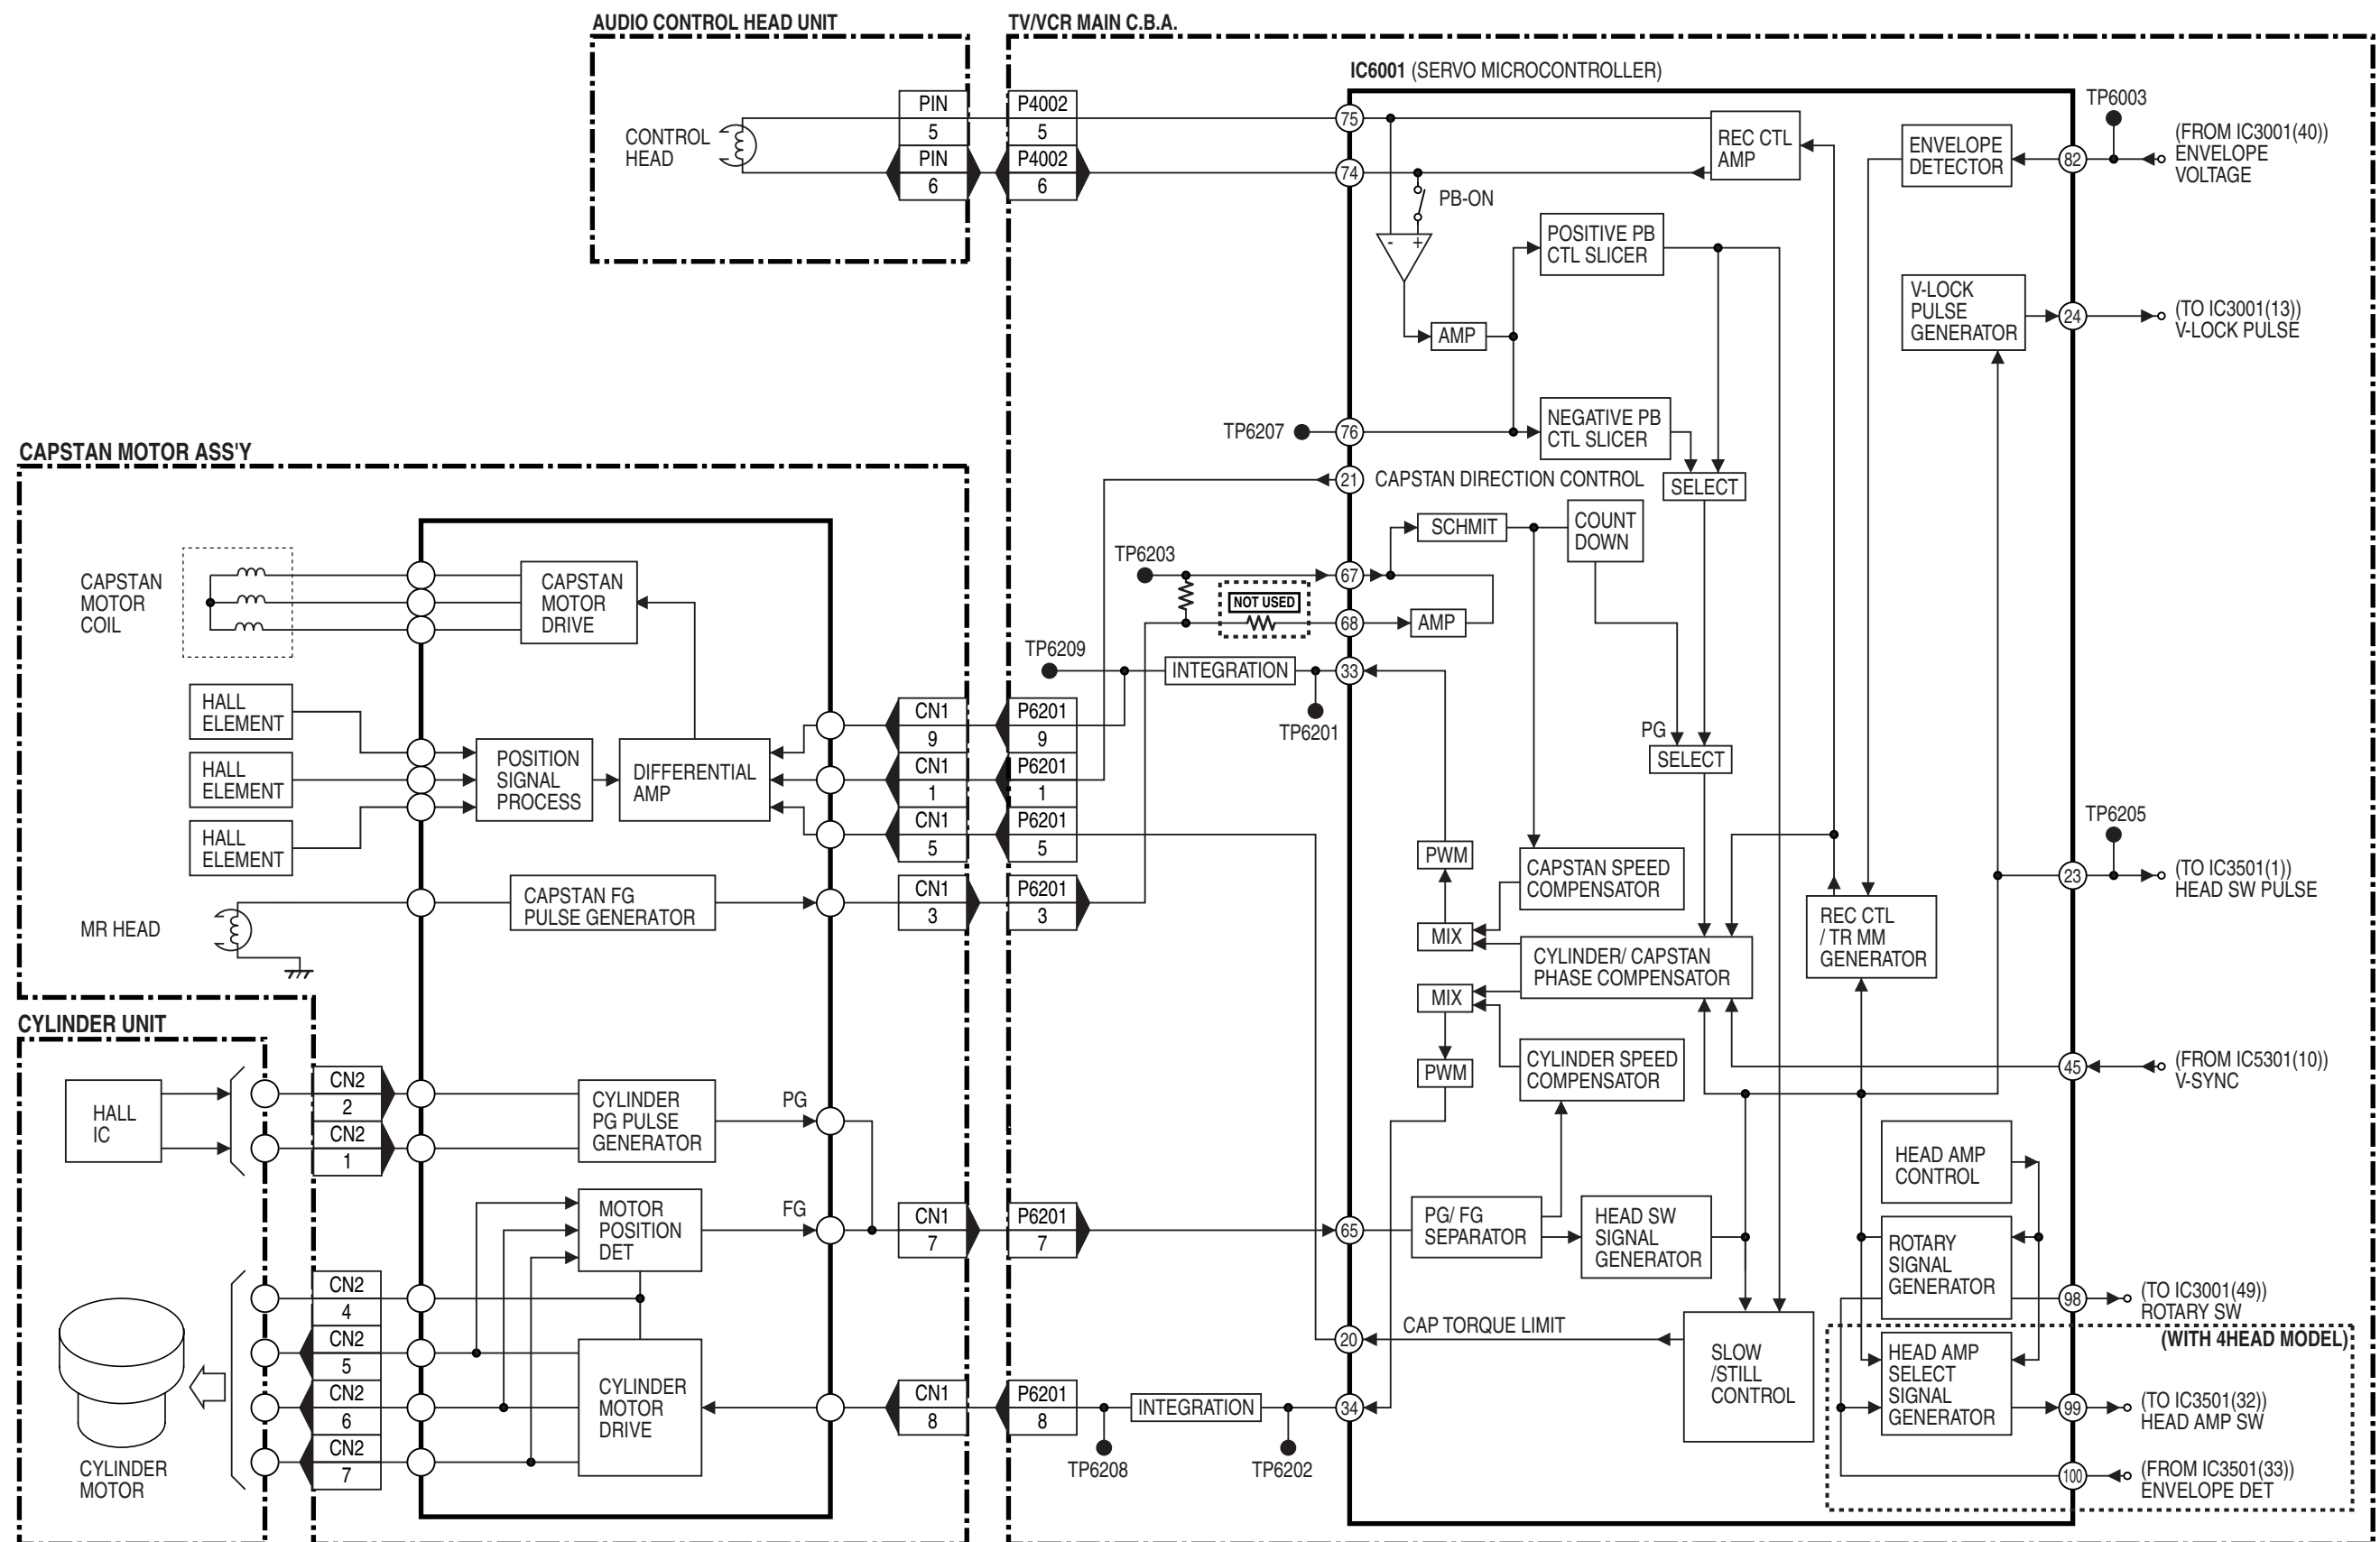 AUDIO CONTROL HEAD UNIT
TV/VCR MAIN C.B.A.
IC6001 (SERVO MICROCONTROLLER)
CONTROL
HEAD
PIN
5
PIN
6
P4002
5
P4002
6
75
74
REC CTL
AMP
PB-ON
-
+
AMP
POSITIVE PB
CTL SLICER
NEGATIVE PB
CTL SLICER
ENVELOPE
DETECTOR
82
TP6003
(FROM IC3001(40))
ENVELOPE
VOLTAGE
V-LOCK
PULSE
GENERATOR
24
(TO IC3001(13))
V-LOCK PULSE
TP6207
76
21
CAPSTAN DIRECTION CONTROL
SELECT
SCHMIT
COUNT
DOWN
TP6203
67
NOT USED
68
AMP
TP6209
INTEGRATION
33
TP6201
PG
SELECT
CAPSTAN MOTOR ASS'Y
CAPSTAN
MOTOR
COIL
CAPSTAN
MOTOR
DRIVE
HALL
ELEMENT
HALL
ELEMENT
HALL
ELEMENT
POSITION
SIGNAL
PROCESS
DIFFERENTIAL
AMP
CN1
9
CN1
1
CN1
5
CN1
3
P6201
9
P6201
1
P6201
5
P6201
3
MR HEAD
CAPSTAN FG
PULSE GENERATOR
PWM
CAPSTAN SPEED
COMPENSATOR
MIX
CYLINDER/ CAPSTAN
PHASE COMPENSATOR
MIX
PWM
CYLINDER SPEED
COMPENSATOR
REC CTL
/ TR MM
GENERATOR
TP6205
23
(TO IC3501(1))
HEAD SW PULSE
45
(FROM IC5301(10))
V-SYNC
CYLINDER UNIT
HALL
IC
CN2
2
CN2
1
CYLINDER
PG PULSE
GENERATOR
PG
MOTOR
POSITION
DET
FG
CN1
7
P6201
7
65
PG/ FG
SEPARATOR
HEAD SW
SIGNAL
GENERATOR
HEAD AMP
CONTROL
ROTARY
SIGNAL
GENERATOR
98
(TO IC3001(49))
ROTARY SW
(WITH 4HEAD MODEL)
CYLINDER
MOTOR
CN2
4
CN2
5
CN2
6
CN2
7
CYLINDER
MOTOR
DRIVE
CN1
8
P6201
8
TP6208
INTEGRATION
TP6202
20
CAP TORQUE LIMIT
34
SLOW
/STILL
CONTROL
HEAD AMP
SELECT
SIGNAL
GENERATOR
99
(TO IC3501(32))
HEAD AMP SW
100
(FROM IC3501(33))
ENVELOPE DET